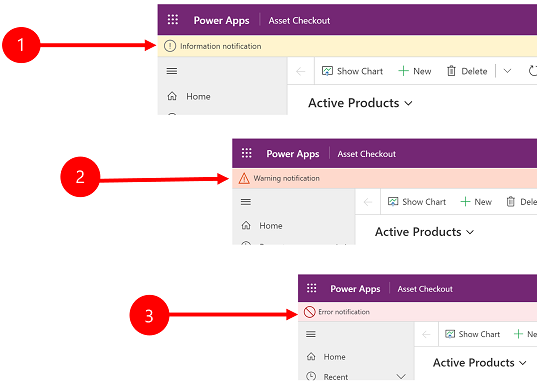 Power Apps Asset Checkout
1 Information notification
Show Chart New Delete
Home
Active Products
Power Apps Asset Checkout
2 Warning notification
Show Chart New Dele
Home
Active Products
Power Apps Asset Checkout
3 Error notification
Show Chart Ne
Home
Active Products
Recent